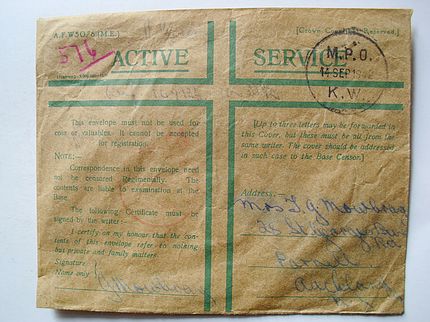 A.F.W5078(M.E.)
[Crown Copyright Reserved.]
576
ACTIVE SERVICE
M.P.O.
14 SEP 1942
K.W.
This envelope must not be used for
coin or valuables. It cannot be accepted
for registration.
NOTE:—
Correspondence in this envelope need
not be censored Regimentally. The
contents are liable to examination at the
Base.
The following Certificate must be
signed by the writer:—
I certify on my honour that the con-
tents of this envelope refer to nothing
but private and family matters.
Signature
Name only
[Up to three letters may be forwarded in
this Cover, but these must be all from the
same writer. The cover should be addressed
in such case to the Base Censor.]
Address:
Mrs
Parnell
Auckland